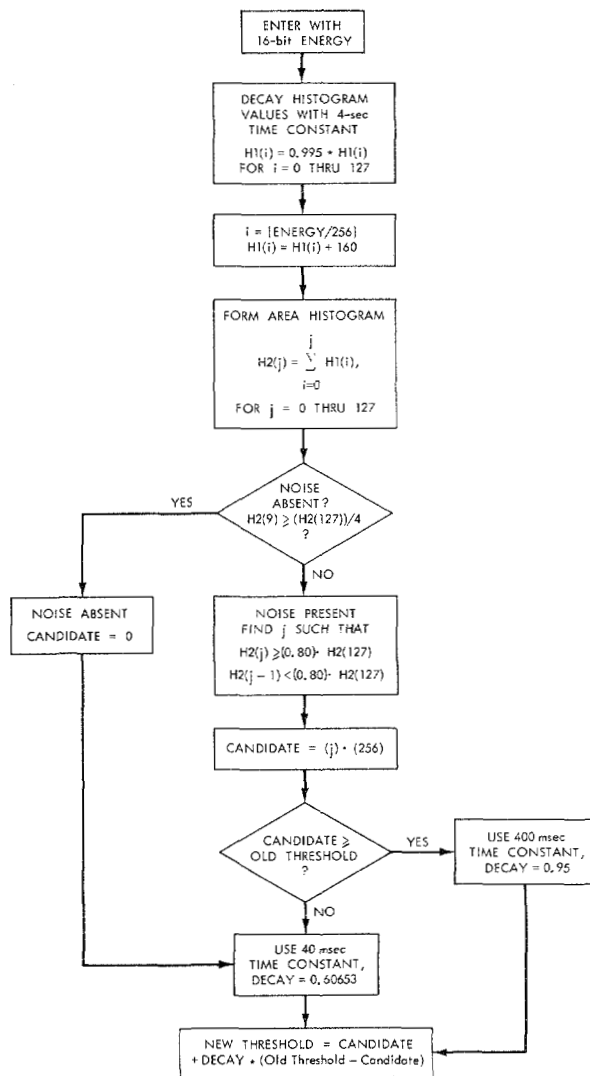 ENTER WITH
16-bit ENERGY
DECAY HISTOGRAM
VALUES WITH 4-sec
TIME CONSTANT
H1(i) = 0.995 * H1(i)
FOR i = 0 THRU 127
i = [ENERGY/256]
H1(i) = H1(i) + 160
FORM AREA HISTOGRAM
j
H2(j) = Σ H1(i),
i=0
FOR j = 0 THRU 127
NOISE
ABSENT?
H2(9) ≥ (H2(127))/4
?
YES
NO
NOISE ABSENT
CANDIDATE = 0
NOISE PRESENT
FIND j SUCH THAT
H2(j) ≥ (0.80)· H2(127)
H2(j - 1) < (0.80)· H2(127)
CANDIDATE = (j) · (256)
CANDIDATE ≥
OLD THRESHOLD
?
YES
NO
USE 400 msec
TIME CONSTANT,
DECAY = 0.95
USE 40 msec
TIME CONSTANT,
DECAY = 0.60653
NEW THRESHOLD = CANDIDATE
+ DECAY * (Old Threshold - Candidate)